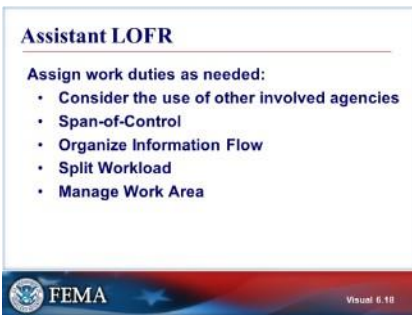 Assistant LOFR
Assign work duties as needed:
• Consider the use of other involved agencies
• Span-of-Control
• Organize Information Flow
• Split Workload
• Manage Work Area
FEMA
Visual 6.18